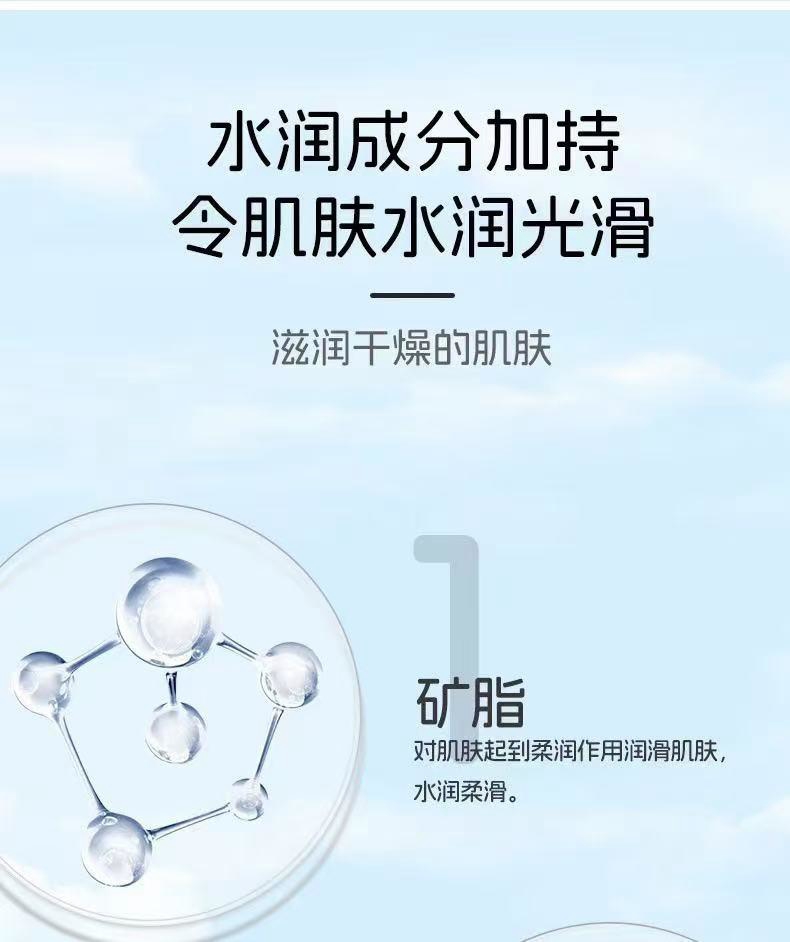 水润成分加持
令肌肤水润光滑
滋润干燥的肌肤
1
矿脂
对肌肤起到柔润作用润滑肌肤，
水润柔滑。